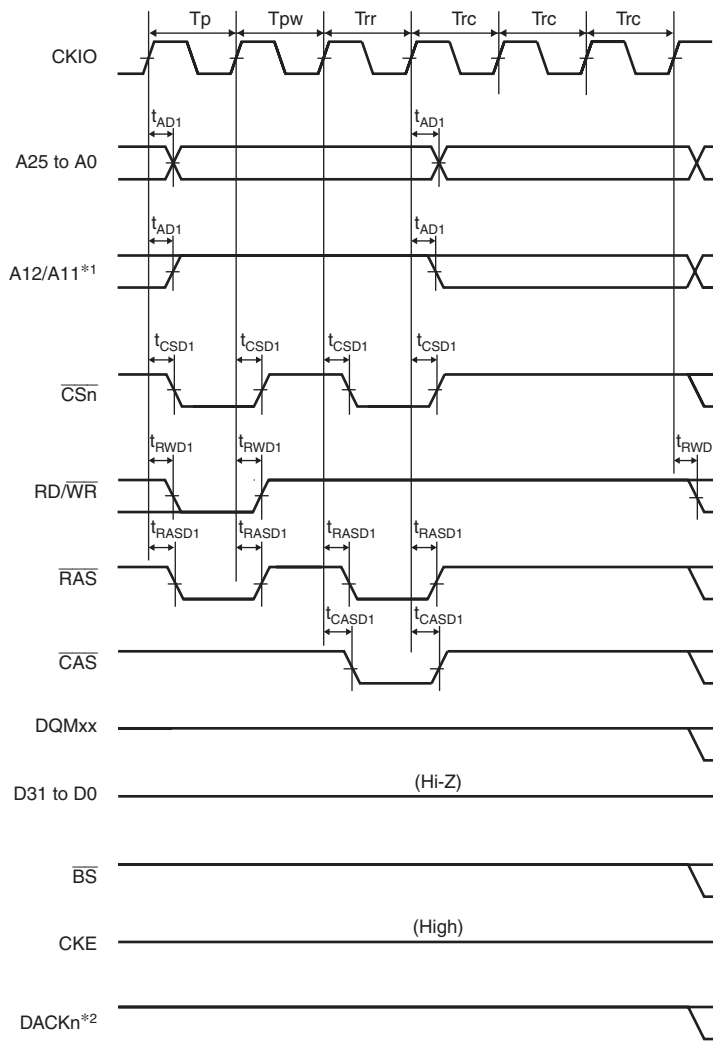 Tp Tpw Trr Trc Trc Trc
CKIO
tAD1 tAD1
A25 to A0
tAD1 tAD1
A12/A11*1
tCSD1 tCSD1 tCSD1 tCSD1
CSn
tRWD1 tRWD1 tRWD
RD/WR
tRASD1 tRASD1 tRASD1 tRASD1
RAS
tCASD1 tCASD1
CAS
DQMxx
(Hi-Z)
D31 to D0
BS
(High)
CKE
DACKn*2